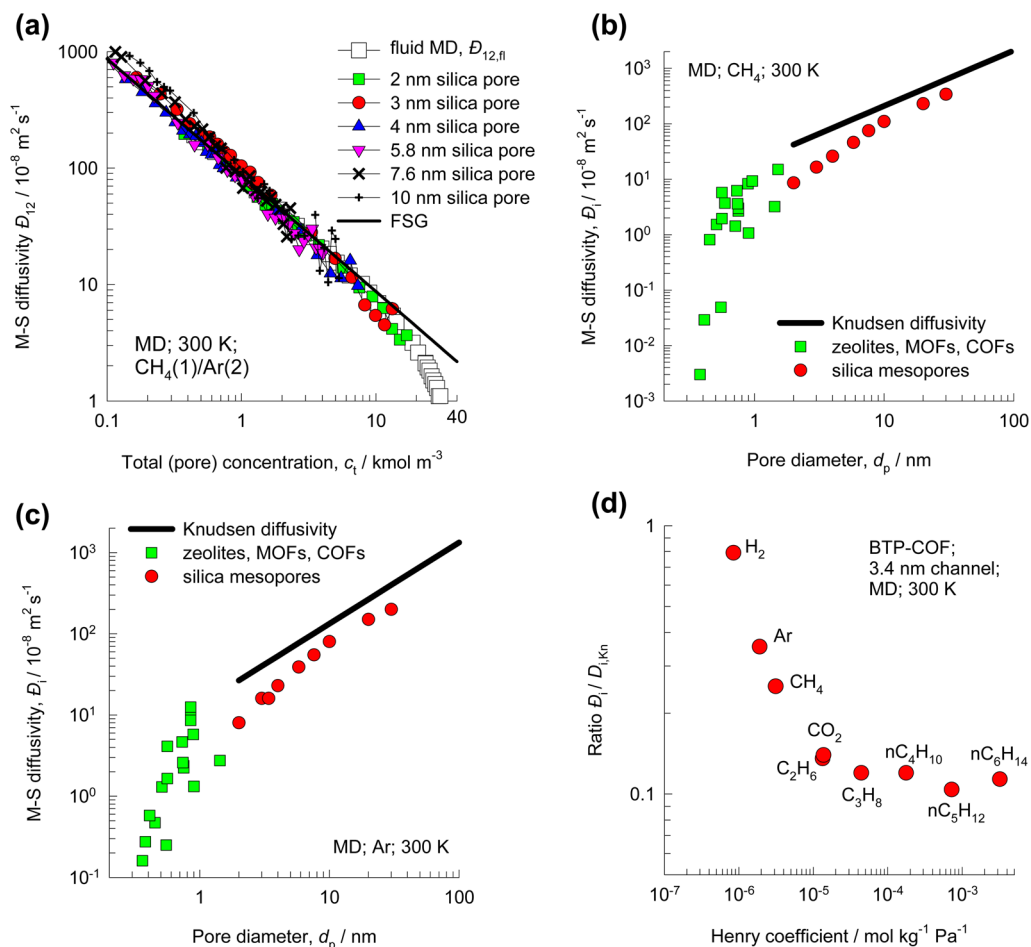 (a)
M-S diffusivity Đ12 / 10-8 m2 s-1
1000
100
10
1
0.1
1
10
40
Total (pore) concentration, ct / kmol m-3
fluid MD, Đ12,fl
2 nm silica pore
3 nm silica pore
4 nm silica pore
5.8 nm silica pore
7.6 nm silica pore
10 nm silica pore
FSG
MD; 300 K;
CH4(1)/Ar(2)
(b)
M-S diffusivity, Đi / 10-8 m2 s-1
103
102
101
100
10-1
10-2
10-3
1
10
100
Pore diameter, dp / nm
MD; CH4; 300 K
Knudsen diffusivity
zeolites, MOFs, COFs
silica mesopores
(c)
M-S diffusivity, Đi / 10-8 m2 s-1
Knudsen diffusivity
zeolites, MOFs, COFs
silica mesopores
103
102
101
100
10-1
1
10
100
Pore diameter, dp / nm
MD; Ar; 300 K
(d)
Ratio Đi / Di,Kn
1
0.1
10-7
10-6
10-5
10-4
10-3
Henry coefficient / mol kg-1 Pa-1
BTP-COF;
3.4 nm channel;
MD; 300 K
H2
Ar
CH4
CO2
C2H6
C3H8
nC4H10
nC5H12
nC6H14